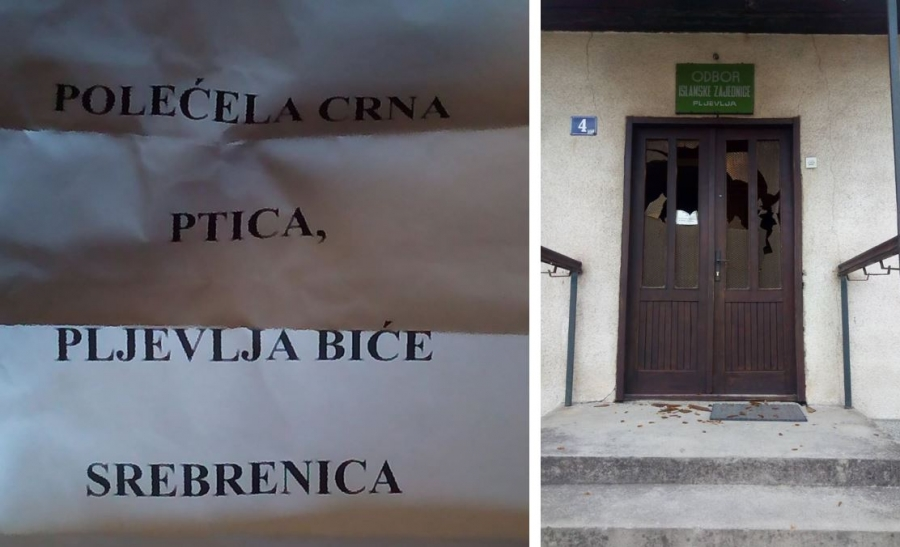 POLEĆELA CRNA
PTICA,
PLJEVLJA BIĆE
SREBRENICA
ODBOR
ISLAMSKE ZAJEDNICE
PLJEVLJA
4